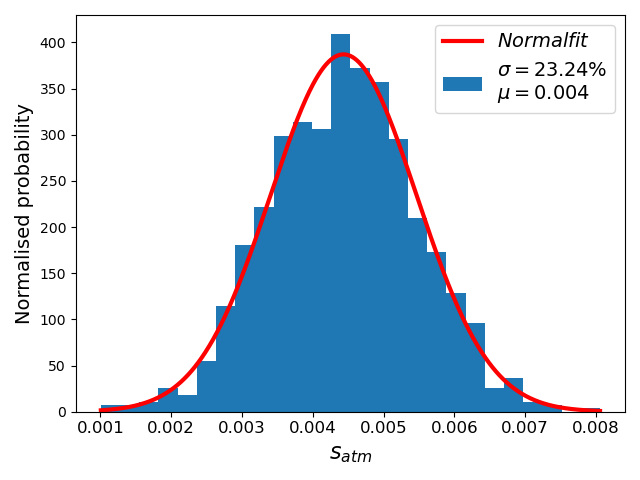 Normalfit
σ = 23.24%
μ = 0.004
Normalised probability
400
350
300
250
200
150
100
50
0
0.001 0.002 0.003 0.004 0.005 0.006 0.007 0.008
s_atm